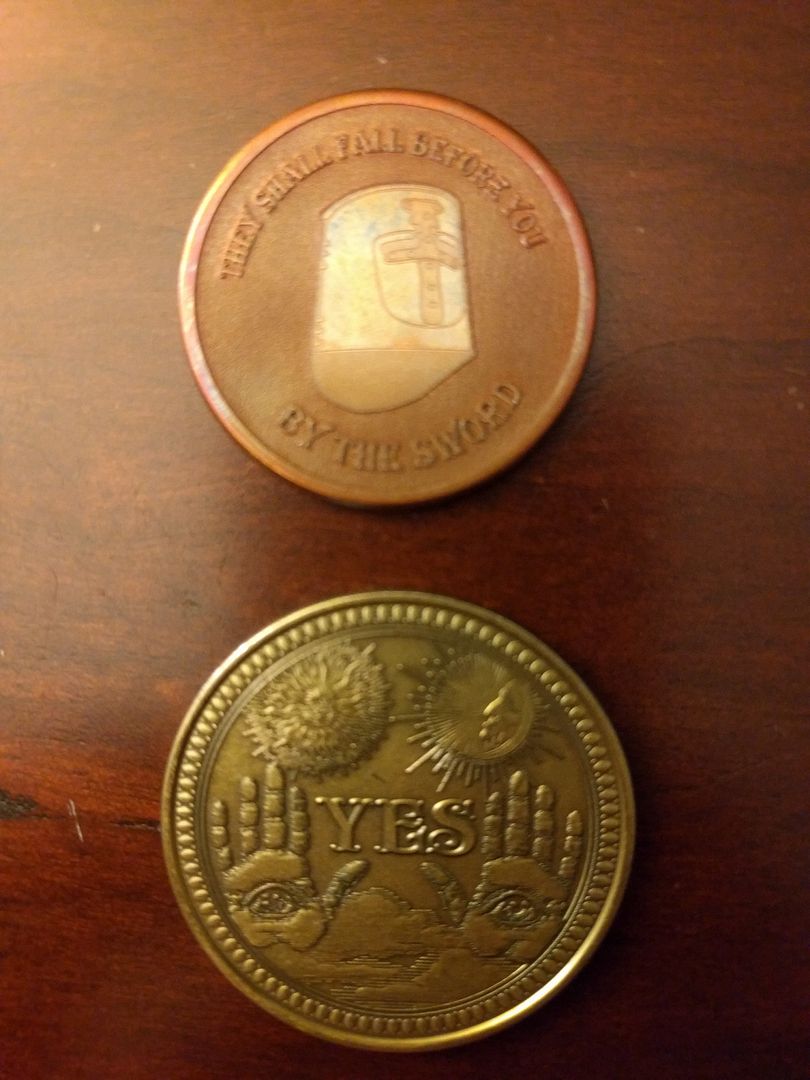 THEY SHALL FALL BEFORE YOU
BY THE SWORD
YES